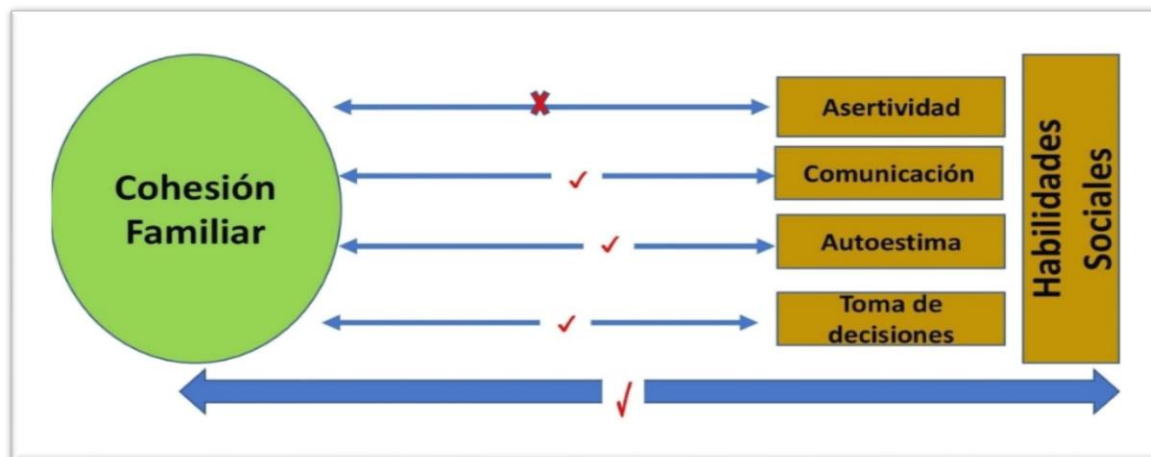 Cohesión
Familiar
Asertividad
Comunicación
Autoestima
Toma de
decisiones
Habilidades
Sociales